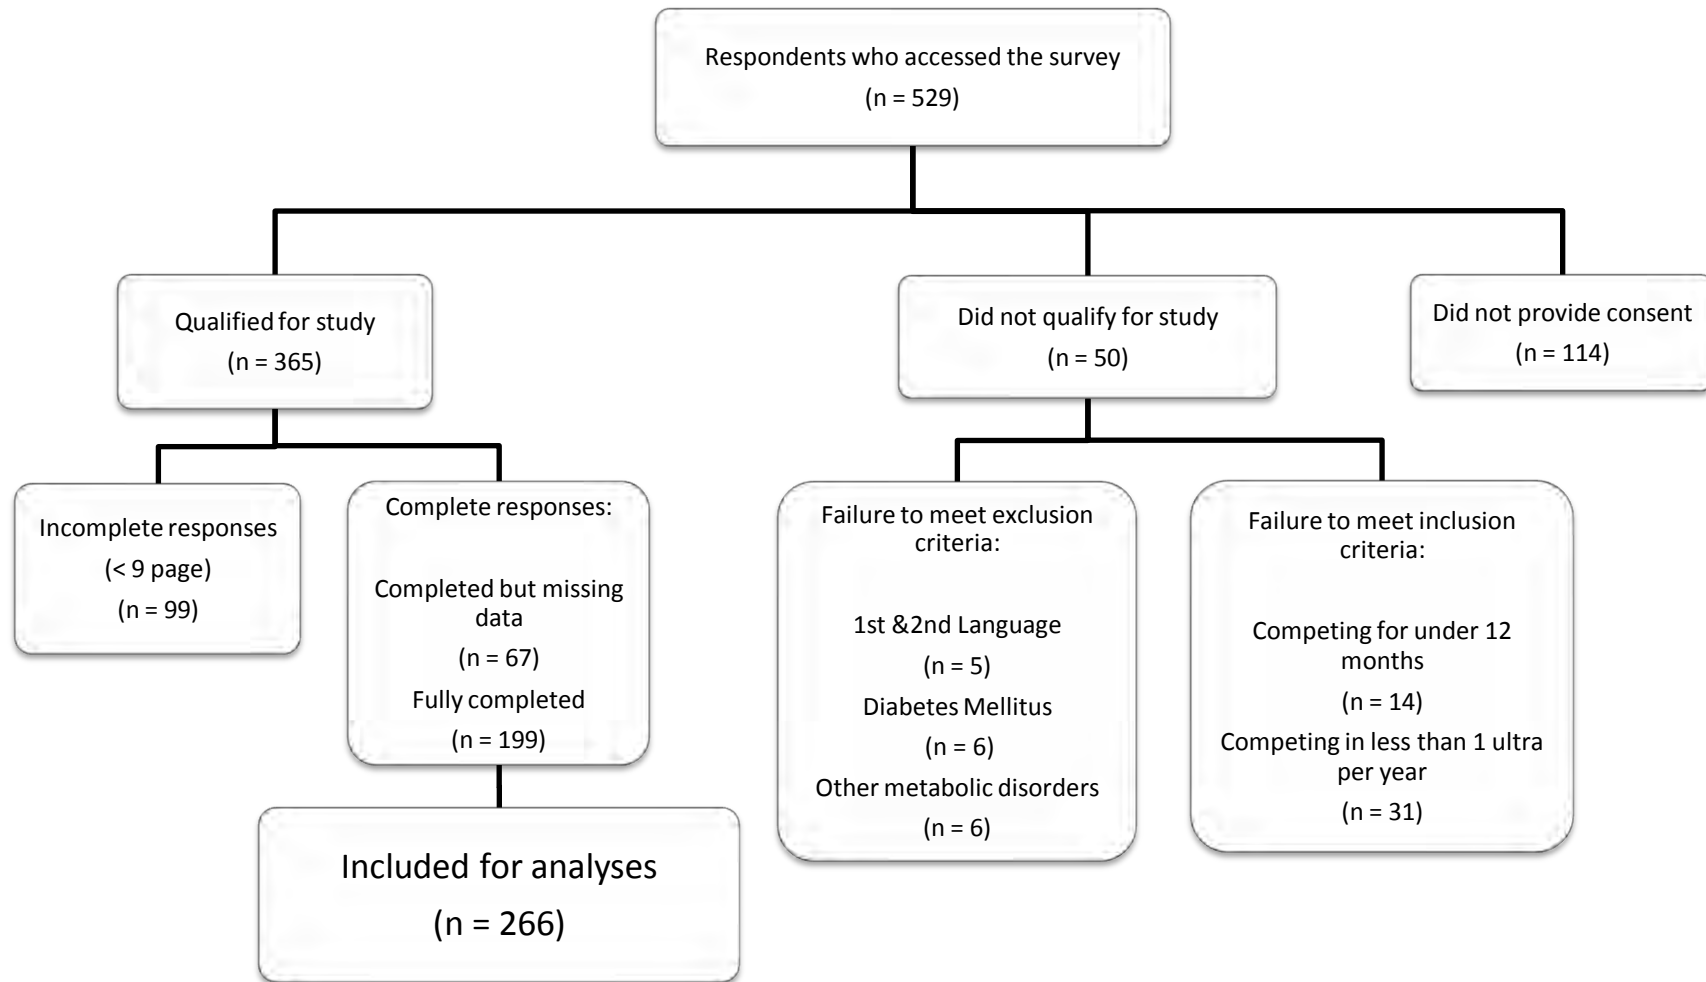 Respondents who accessed the survey
(n = 529)
Qualified for study
(n = 365)
Did not qualify for study
(n = 50)
Did not provide consent
(n = 114)
Incomplete responses
(< 9 page)
(n = 99)
Complete responses:
Completed but missing
data
(n = 67)
Fully completed
(n = 199)
Failure to meet exclusion
criteria:
1st &2nd Language
(n = 5)
Diabetes Mellitus
(n = 6)
Other metabolic disorders
(n = 6)
Failure to meet inclusion
criteria:
Competing for under 12
months
(n = 14)
Competing in less than 1 ultra
per year
(n = 31)
Included for analyses
(n = 266)